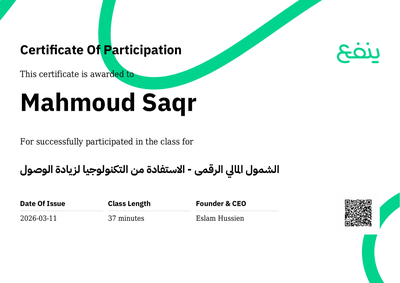 Certificate Of Participation
ينفع
This certificate is awarded to
Mahmoud Saqr
For successfully participated in the class for
الشمول المالي الرقمى - الاستفادة من التكنولوجيا لزيادة الوصول
Date Of Issue Class Length Founder & CEO
2026-03-11 37 minutes Eslam Hussien